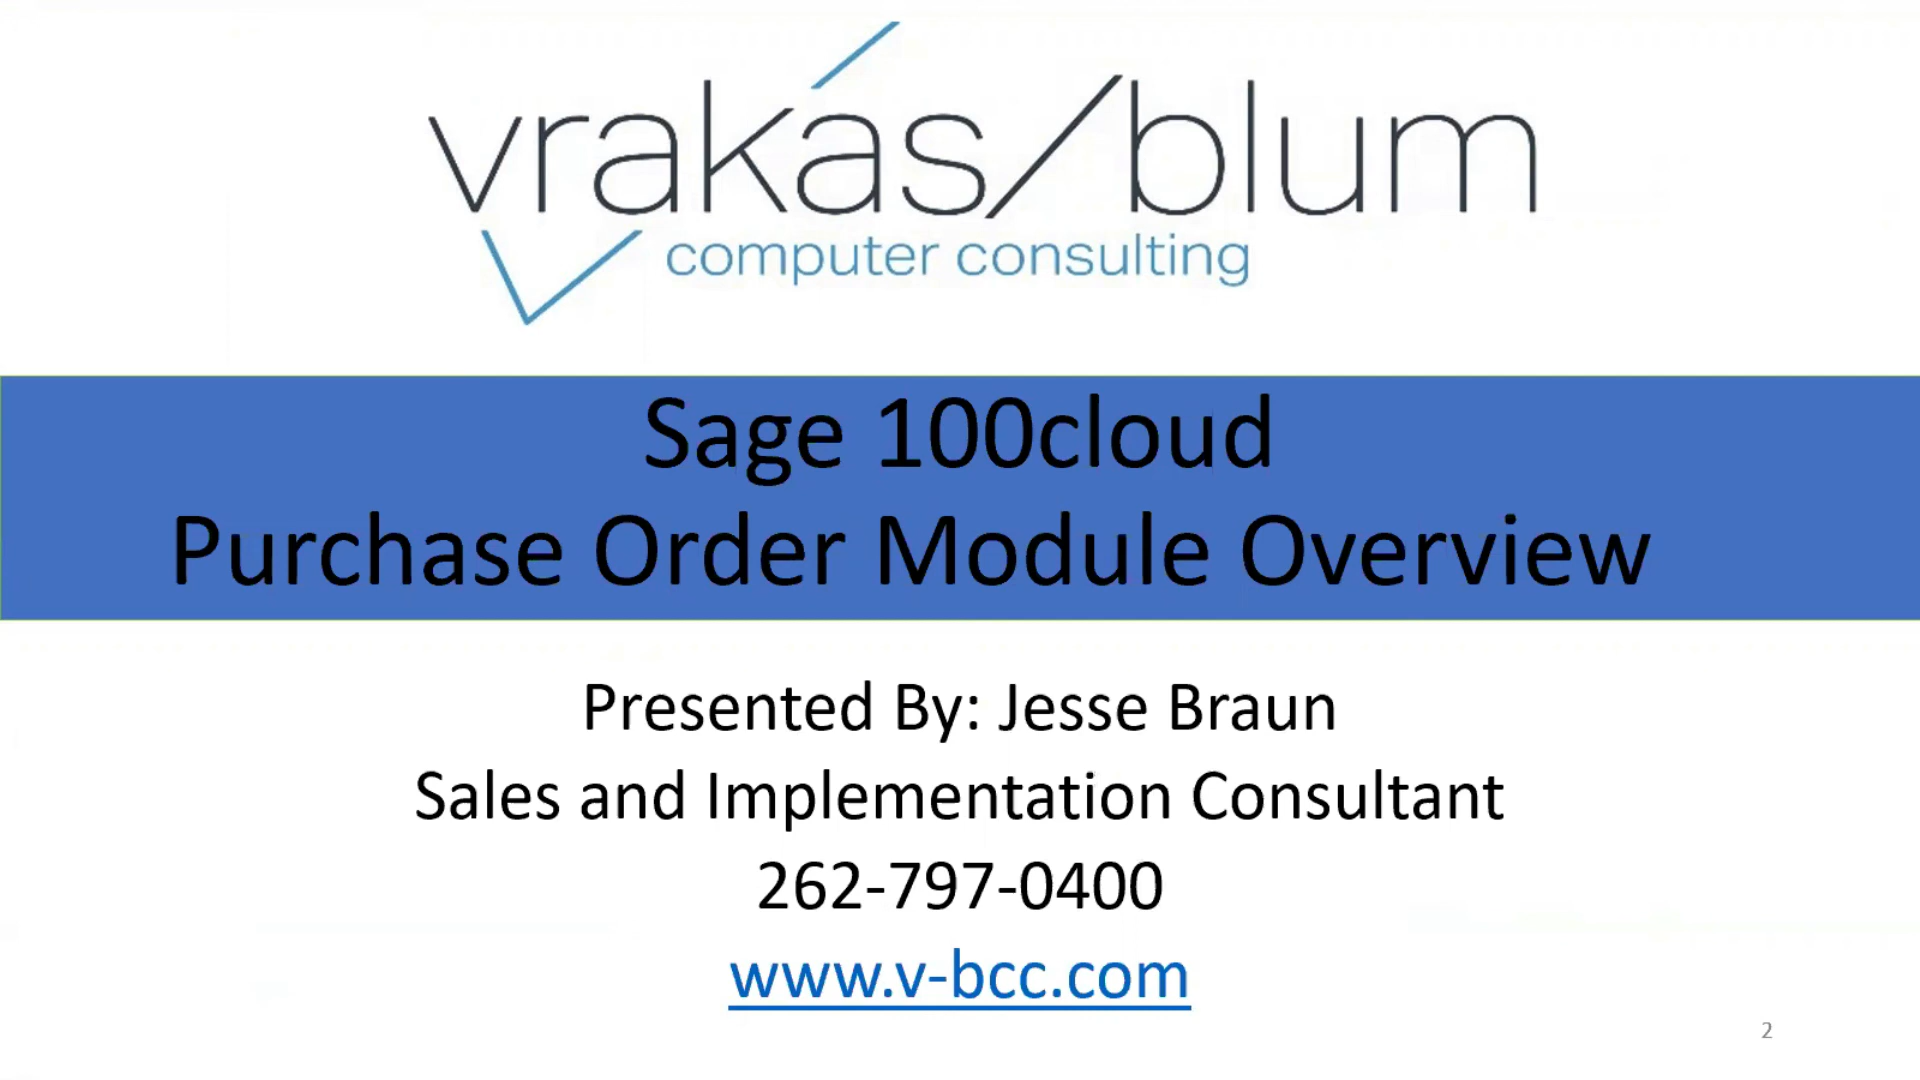 vrakás/blum
computer consulting
Sage 100cloud
Purchase Order Module Overview
Presented By: Jesse Braun
Sales and Implementation Consultant
262-797-0400
www.v-bcc.com
2